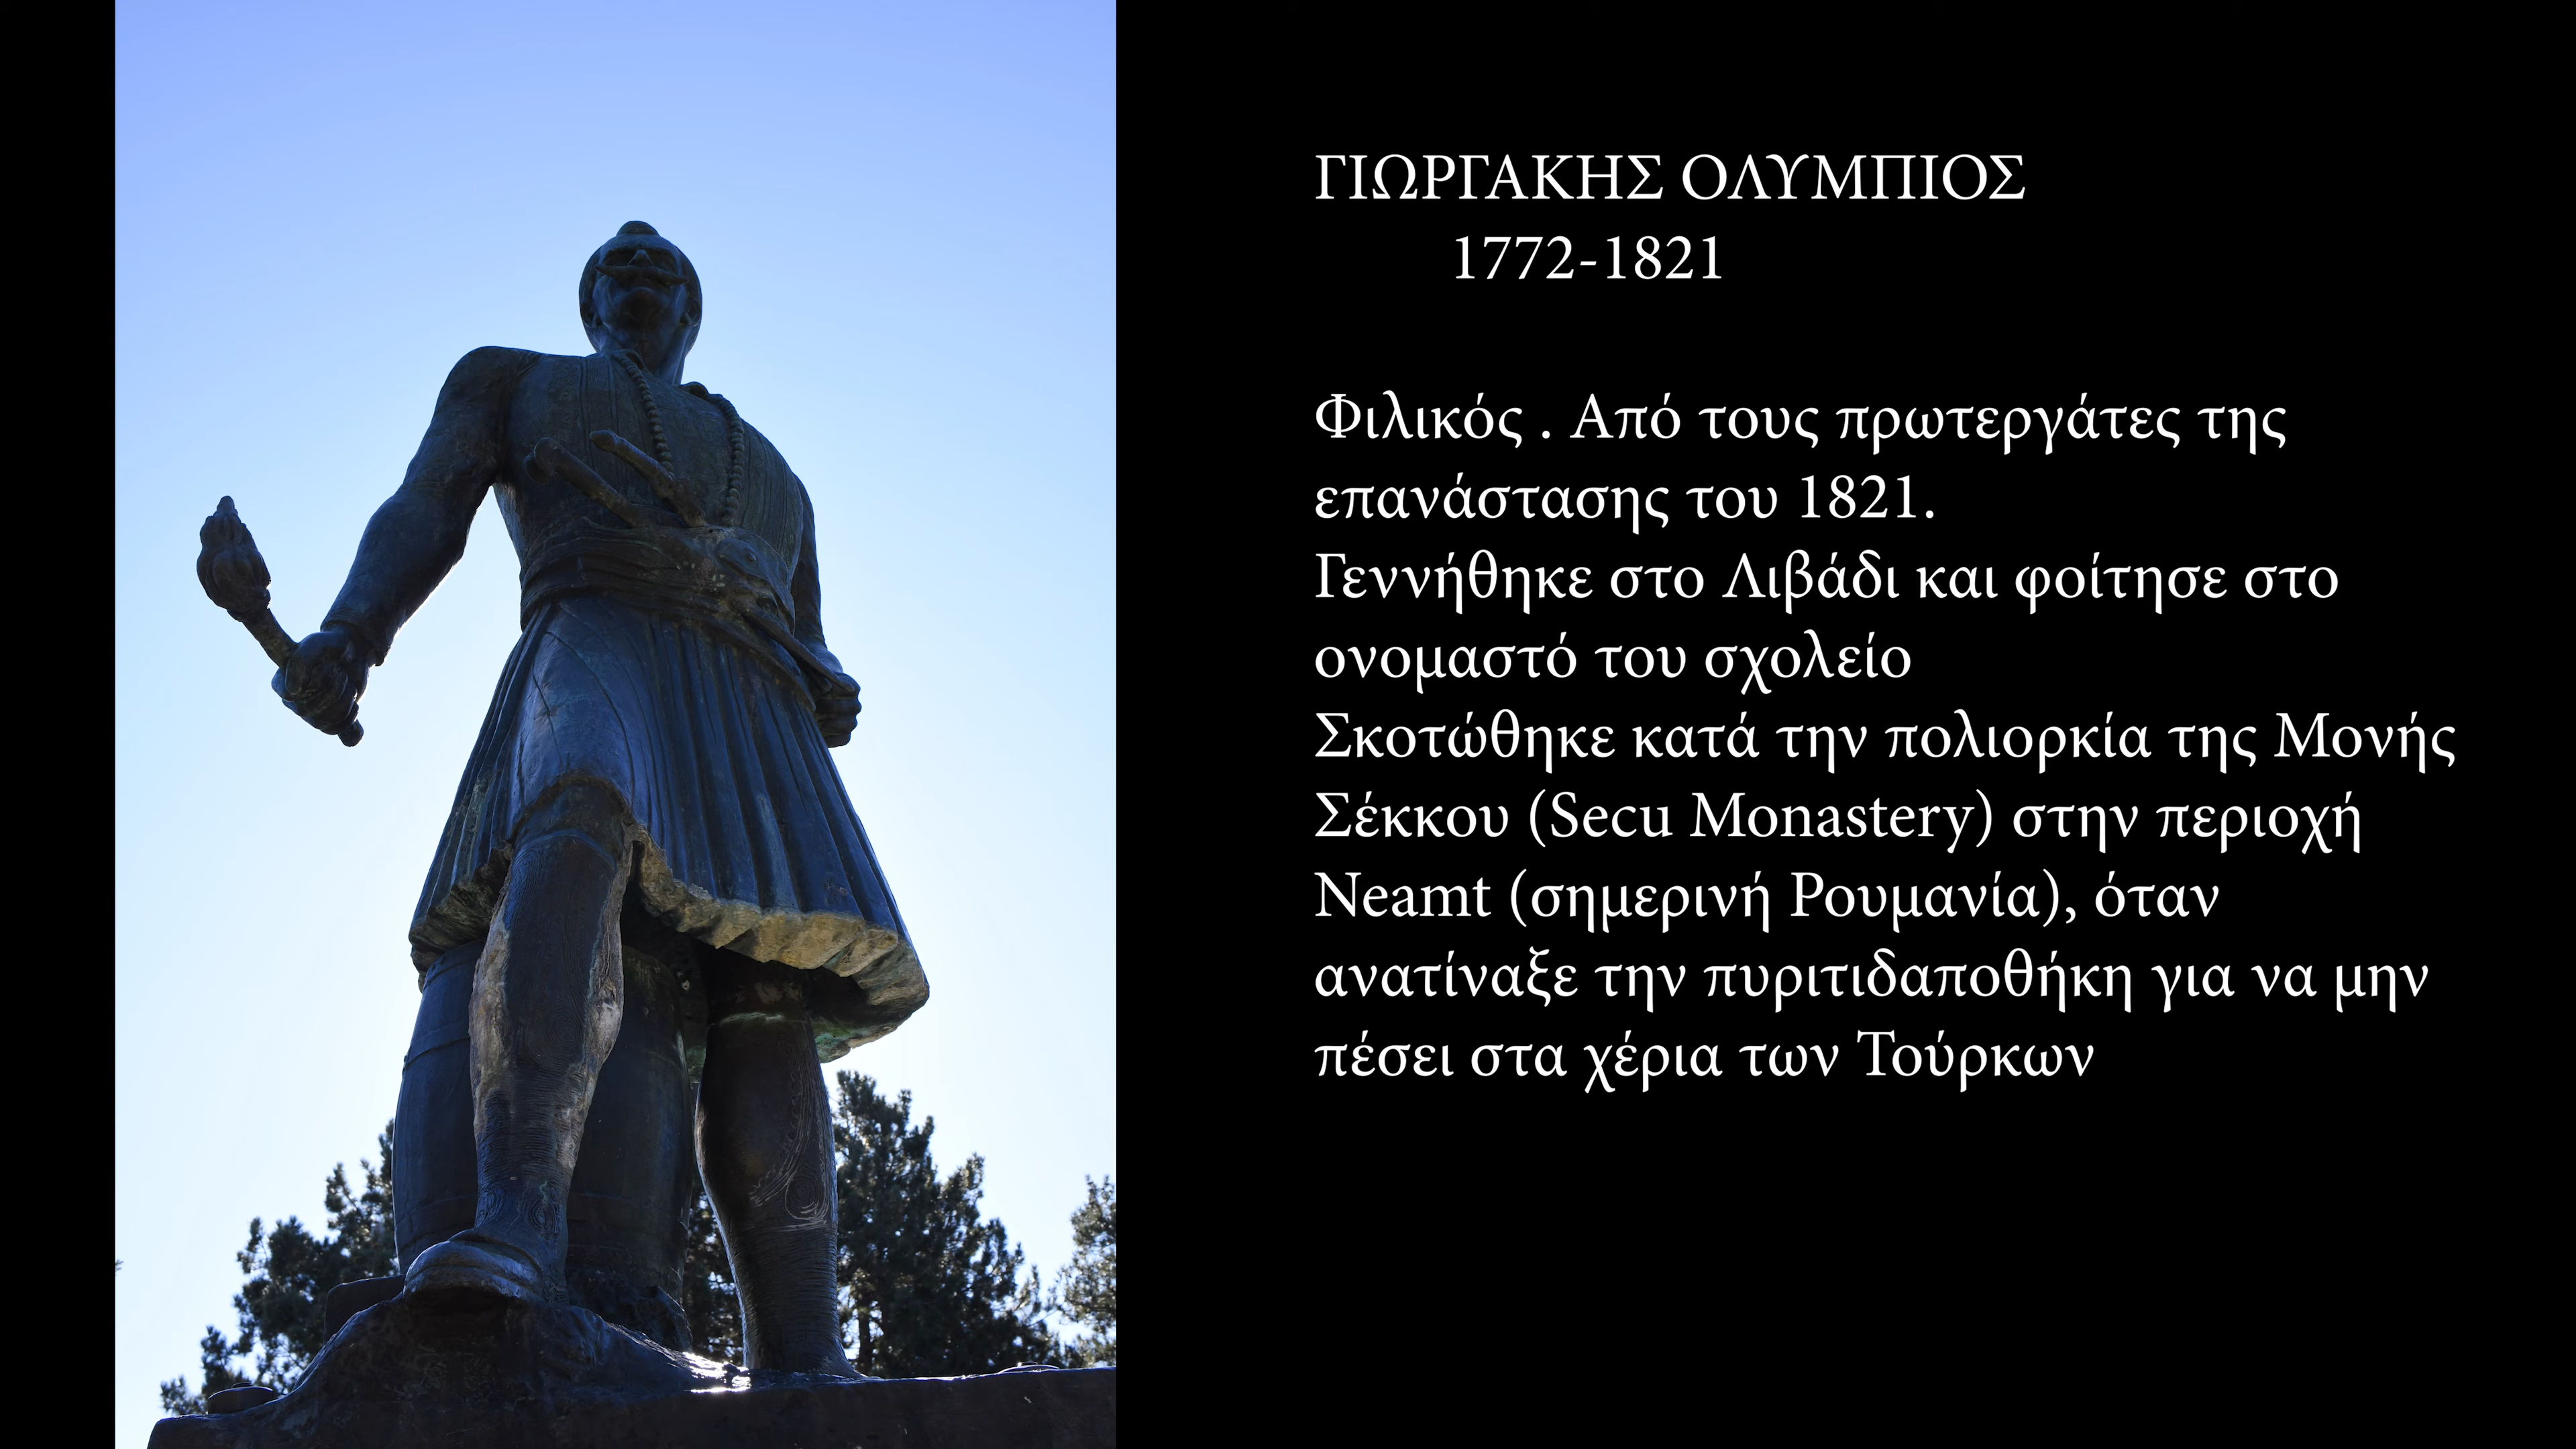 ΓΙΩΡΓΑΚΗΣ ΟΛΥΜΠΙΟΣ
1772-1821
Φιλικός . Από τους πρωτεργάτες της
επανάστασης του 1821.
Γεννήθηκε στο Λιβάδι και φοίτησε στο
ονομαστό του σχολείο
Σκοτώθηκε κατά την πολιορκία της Μονής
Σέκκου (Secu Monastery) στην περιοχή
Neamt (σημερινή Ρουμανία), όταν
ανατίναξε την πυριτιδαποθήκη για να μην
πέσει στα χέρια των Τούρκων